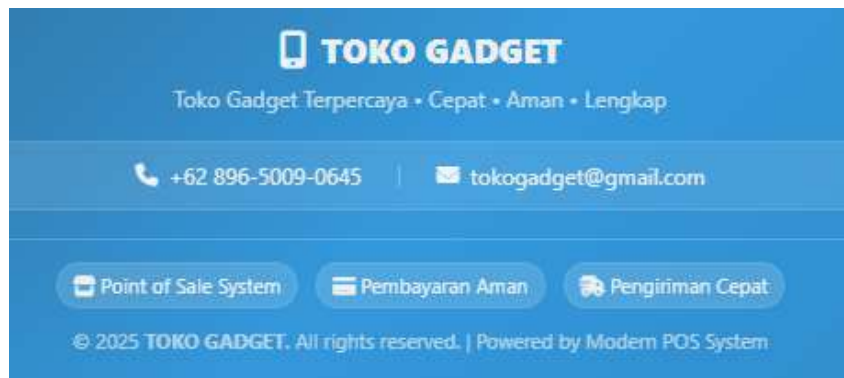 TOKO GADGET
Toko Gadget Terpercaya • Cepat • Aman • Lengkap
+62 896-5009-0645 | tokogadget@gmail.com
Point of Sale System Pembayaran Aman Pengiriman Cepat
© 2025 TOKO GADGET. All rights reserved. | Powered by Modern POS System